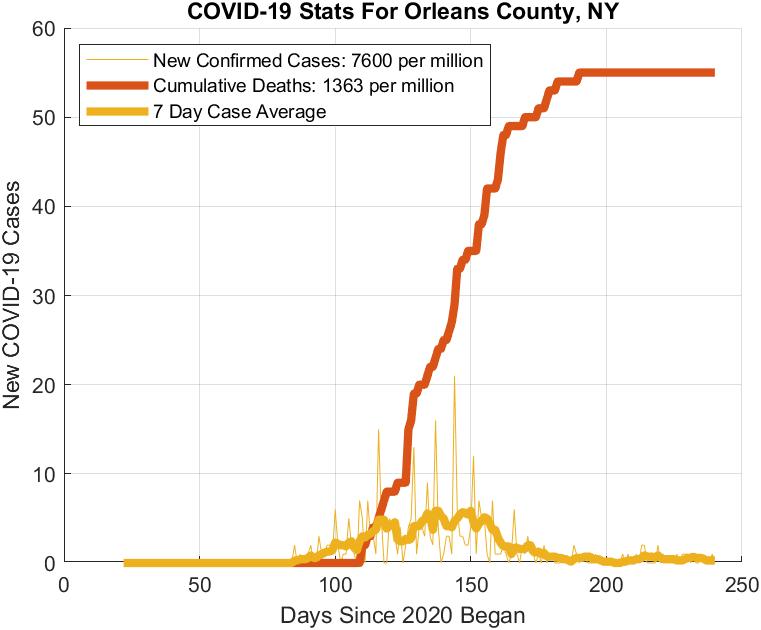 COVID-19 Stats For Orleans County, NY
New Confirmed Cases: 7600 per million
Cumulative Deaths: 1363 per million
7 Day Case Average
New COVID-19 Cases
60
50
40
30
20
10
0
0 50 100 150 200 250
Days Since 2020 Began